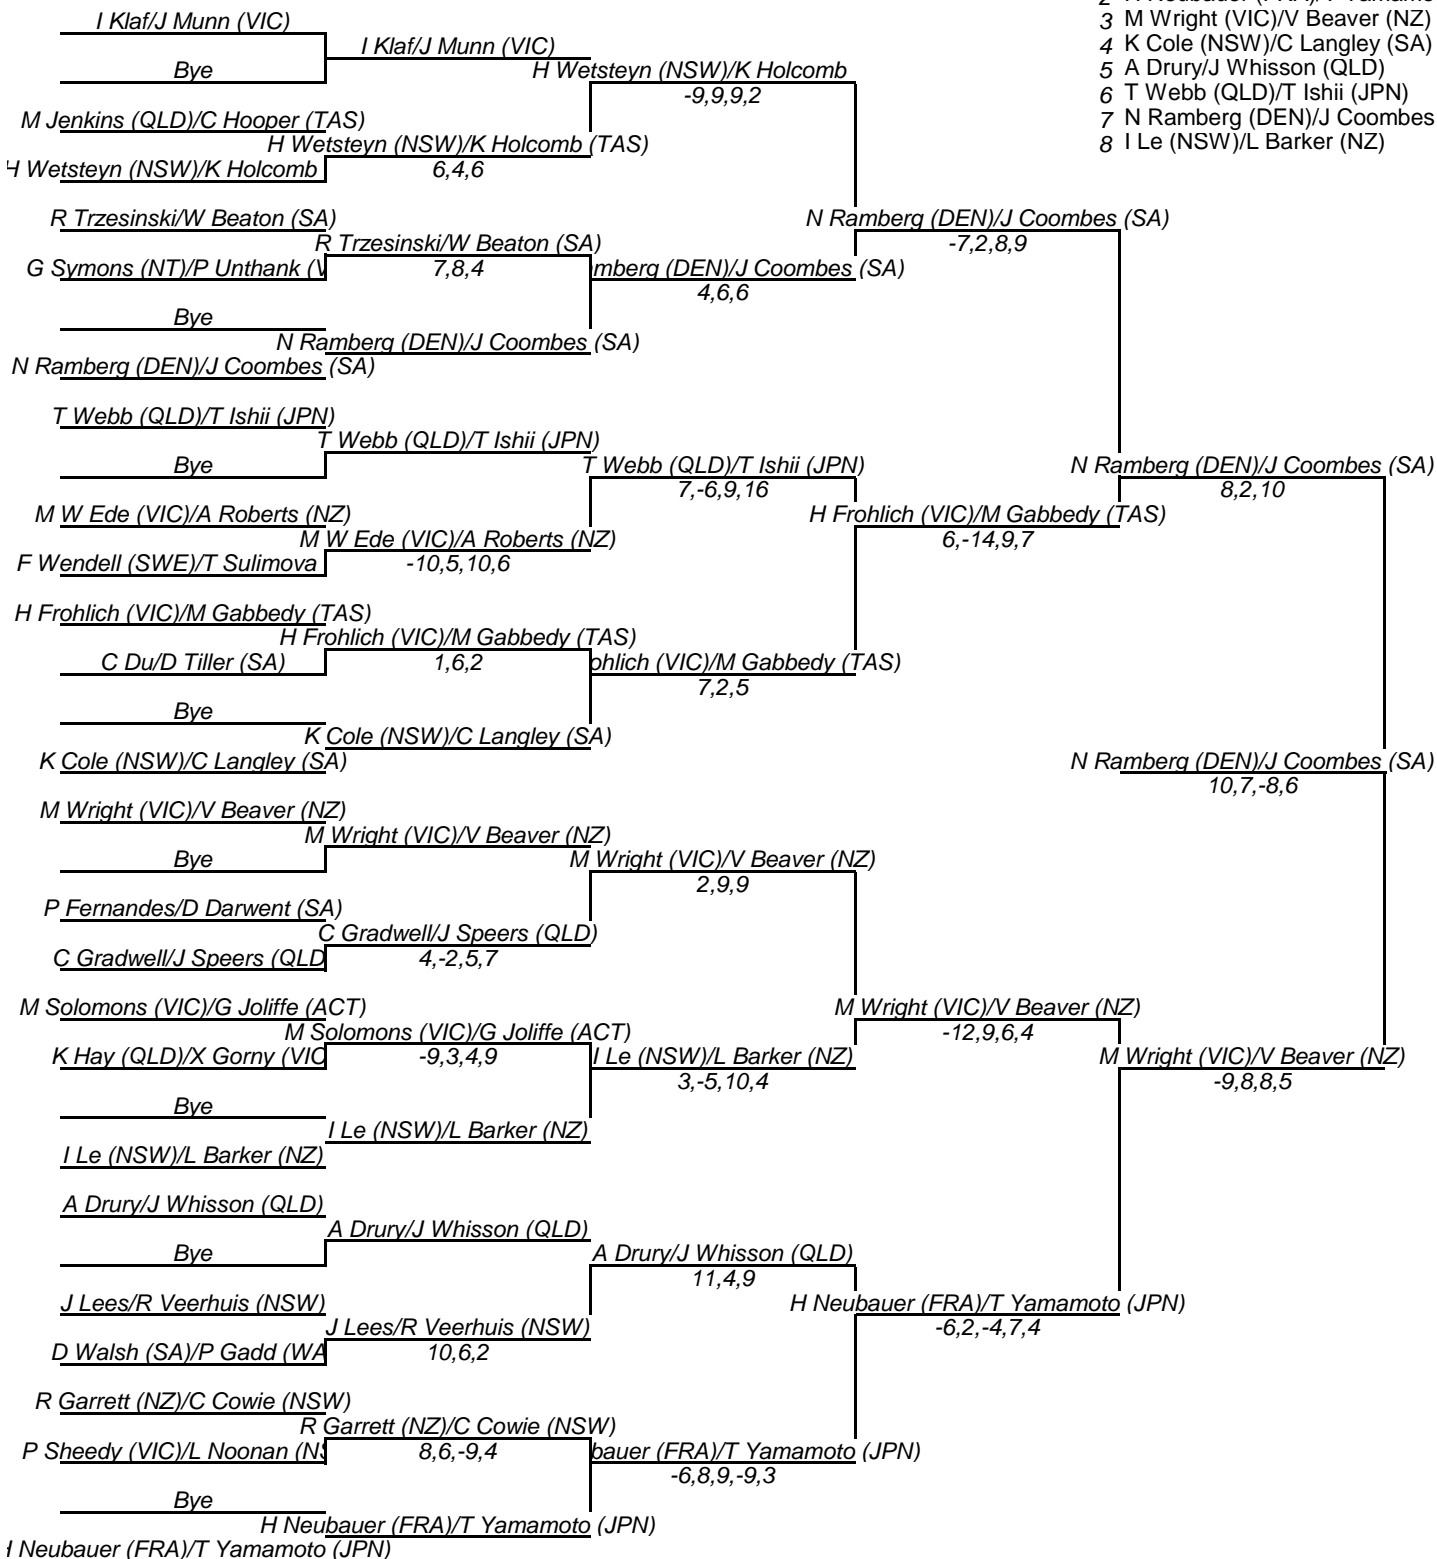 2 H Neubauer (FRA)/T Yamamo
3 M Wright (VIC)/V Beaver (NZ)
4 K Cole (NSW)/C Langley (SA)
5 A Drury/J Whisson (QLD)
6 T Webb (QLD)/T Ishii (JPN)
7 N Ramberg (DEN)/J Coombes
8 I Le (NSW)/L Barker (NZ)
I Klaf/J Munn (VIC)
I Klaf/J Munn (VIC)
Bye
H Wetsteyn (NSW)/K Holcomb
-9,9,9,2
M Jenkins (QLD)/C Hooper (TAS)
H Wetsteyn (NSW)/K Holcomb (TAS)
H Wetsteyn (NSW)/K Holcomb
6,4,6
R Trzesinski/W Beaton (SA)
N Ramberg (DEN)/J Coombes (SA)
R Trzesinski/W Beaton (SA)
-7,2,8,9
G Symons (NT)/P Unthank (V
7,8,4
mberg (DEN)/J Coombes (SA)
4,6,6
Bye
N Ramberg (DEN)/J Coombes (SA)
N Ramberg (DEN)/J Coombes (SA)
T Webb (QLD)/T Ishii (JPN)
T Webb (QLD)/T Ishii (JPN)
Bye
T Webb (QLD)/T Ishii (JPN)
N Ramberg (DEN)/J Coombes (SA)
7,-6,9,16
8,2,10
M W Ede (VIC)/A Roberts (NZ)
H Frohlich (VIC)/M Gabbedy (TAS)
M W Ede (VIC)/A Roberts (NZ)
6,-14,9,7
F Wendell (SWE)/T Sulimova
-10,5,10,6
H Frohlich (VIC)/M Gabbedy (TAS)
H Frohlich (VIC)/M Gabbedy (TAS)
C Du/D Tiller (SA)
1,6,2
ohlich (VIC)/M Gabbedy (TAS)
7,2,5
Bye
K Cole (NSW)/C Langley (SA)
K Cole (NSW)/C Langley (SA)
N Ramberg (DEN)/J Coombes (SA)
10,7,-8,6
M Wright (VIC)/V Beaver (NZ)
M Wright (VIC)/V Beaver (NZ)
Bye
M Wright (VIC)/V Beaver (NZ)
2,9,9
P Fernandes/D Darwent (SA)
C Gradwell/J Speers (QLD)
C Gradwell/J Speers (QLD
4,-2,5,7
M Solomons (VIC)/G Joliffe (ACT)
M Wright (VIC)/V Beaver (NZ)
M Solomons (VIC)/G Joliffe (ACT)
-12,9,6,4
K Hay (QLD)/X Gorny (VIC
-9,3,4,9
I Le (NSW)/L Barker (NZ)
M Wright (VIC)/V Beaver (NZ)
3,-5,10,4
-9,8,8,5
Bye
I Le (NSW)/L Barker (NZ)
I Le (NSW)/L Barker (NZ)
A Drury/J Whisson (QLD)
A Drury/J Whisson (QLD)
Bye
A Drury/J Whisson (QLD)
11,4,9
J Lees/R Veerhuis (NSW)
H Neubauer (FRA)/T Yamamoto (JPN)
J Lees/R Veerhuis (NSW)
-6,2,-4,7,4
D Walsh (SA)/P Gadd (WA
10,6,2
R Garrett (NZ)/C Cowie (NSW)
R Garrett (NZ)/C Cowie (NSW)
P Sheedy (VIC)/L Noonan (NS
8,6,-9,4
bauer (FRA)/T Yamamoto (JPN)
-6,8,9,-9,3
Bye
H Neubauer (FRA)/T Yamamoto (JPN)
H Neubauer (FRA)/T Yamamoto (JPN)